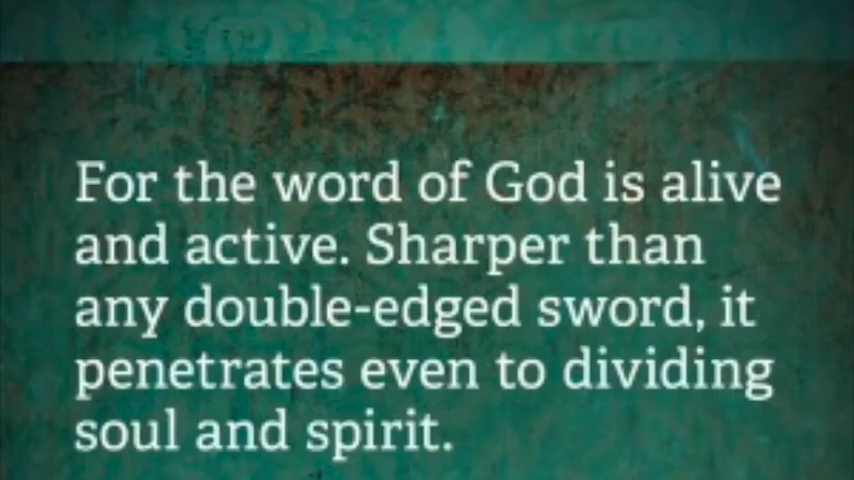 For the word of God is alive
and active. Sharper than
any double-edged sword, it
penetrates even to dividing
soul and spirit.